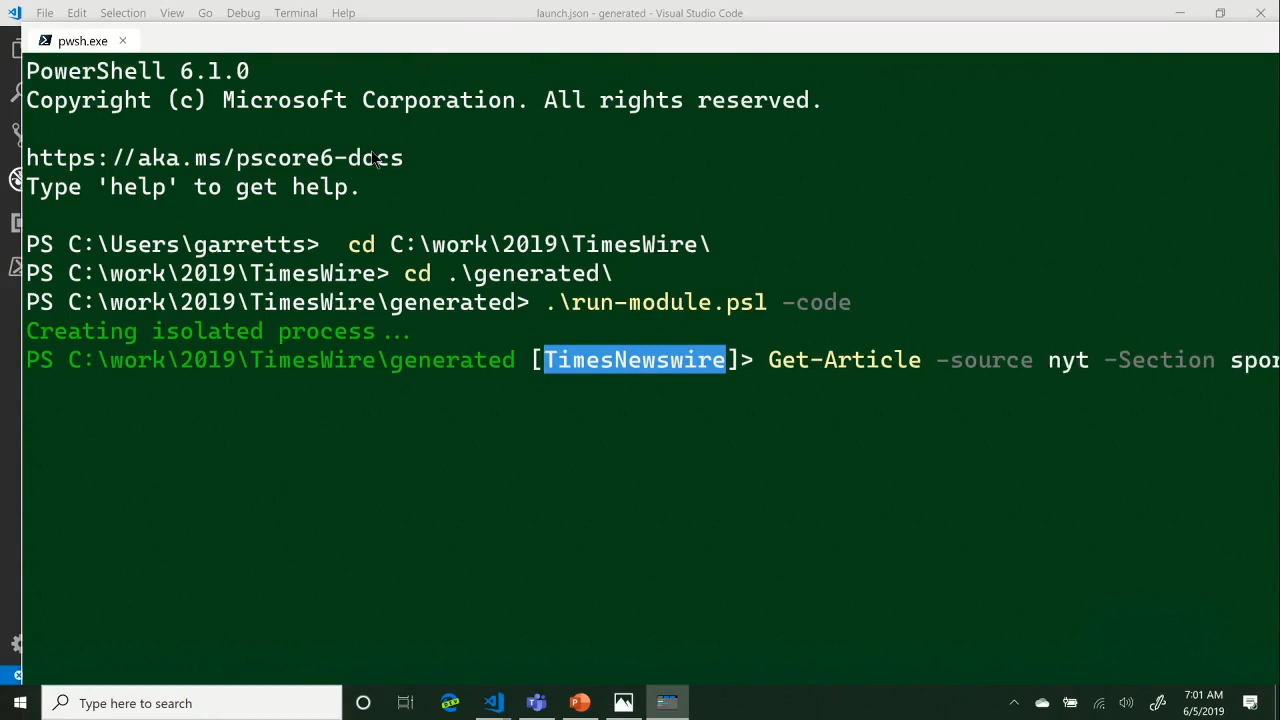 File Edit Selection View Go Debug Terminal Help launch.json - generated - Visual Studio Code
pwsh.exe
PowerShell 6.1.0
Copyright (c) Microsoft Corporation. All rights reserved.
https://aka.ms/pscore6-docs
Type 'help' to get help.
PS C:\Users\garretts>  cd C:\work\2019\TimesWire\
PS C:\work\2019\TimesWire> cd .\generated\
PS C:\work\2019\TimesWire\generated> .\run-module.ps1 -code
Creating isolated process...
PS C:\work\2019\TimesWire\generated [TimesNewswire]> Get-Article -source nyt -Section spor
Type here to search
7:01 AM
6/5/2019